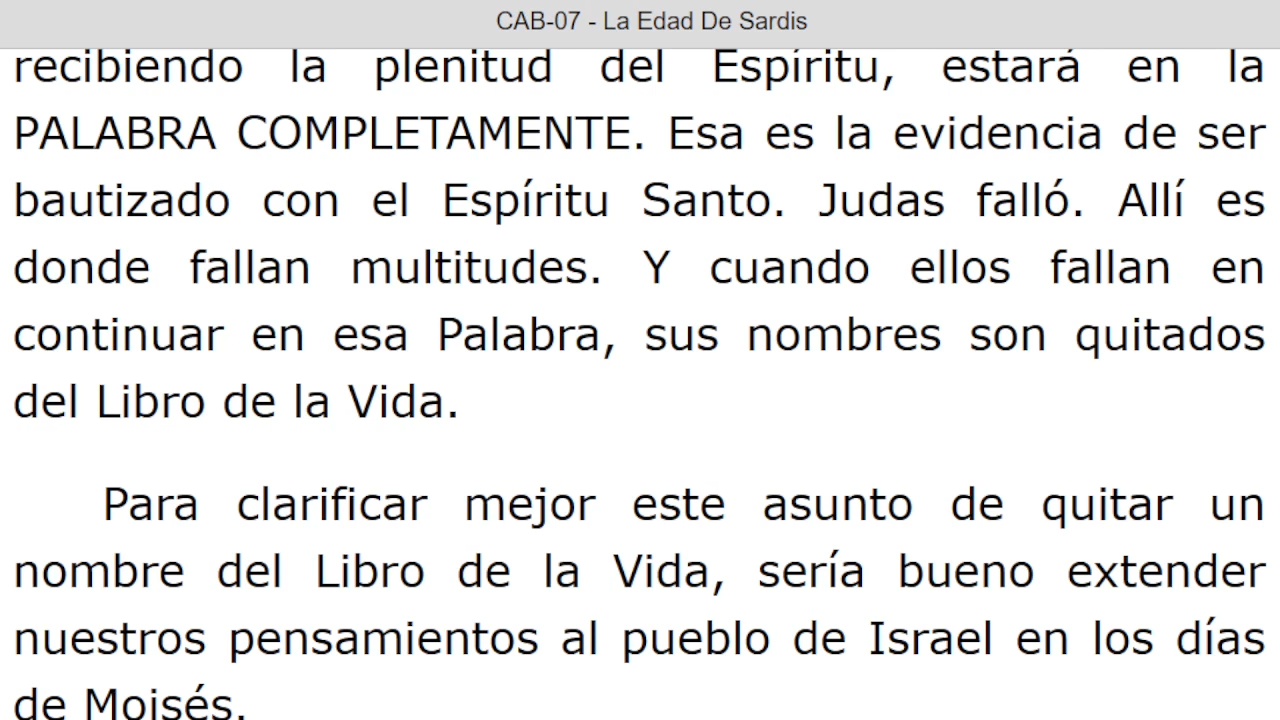 CAB-07 - La Edad De Sardis
recibiendo la plenitud del Espíritu, estará en la
PALABRA COMPLETAMENTE. Esa es la evidencia de ser
bautizado con el Espíritu Santo. Judas falló. Allí es
donde fallan multitudes. Y cuando ellos fallan en
continuar en esa Palabra, sus nombres son quitados
del Libro de la Vida.
Para clarificar mejor este asunto de quitar un
nombre del Libro de la Vida, sería bueno extender
nuestros pensamientos al pueblo de Israel en los días
de Moisés.